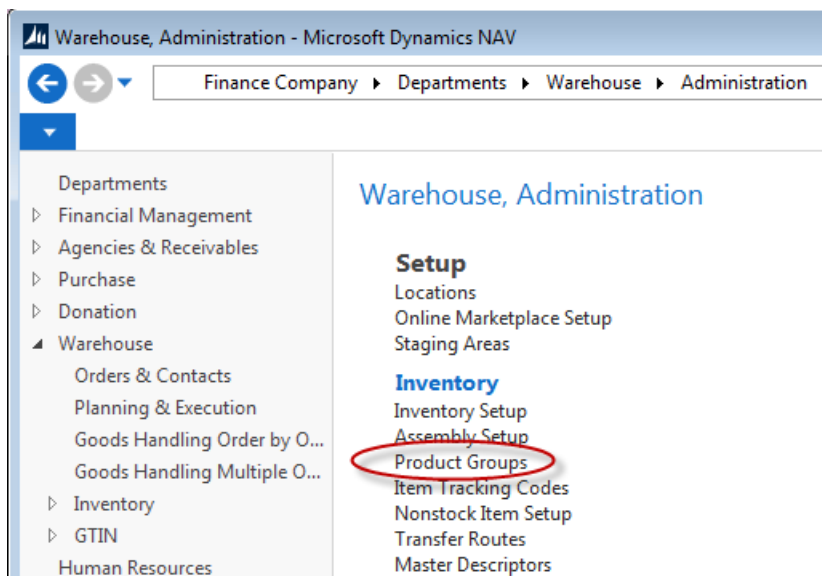 Warehouse, Administration - Microsoft Dynamics NAV
Finance Company Departments Warehouse Administration
Departments
Financial Management
Agencies & Receivables
Purchase
Donation
Warehouse
Orders & Contacts
Planning & Execution
Goods Handling Order by O...
Goods Handling Multiple O...
Inventory
GTIN
Human Resources
Warehouse, Administration
Setup
Locations
Online Marketplace Setup
Staging Areas
Inventory
Inventory Setup
Assembly Setup
Product Groups
Item Tracking Codes
Nonstock Item Setup
Transfer Routes
Master Descriptors